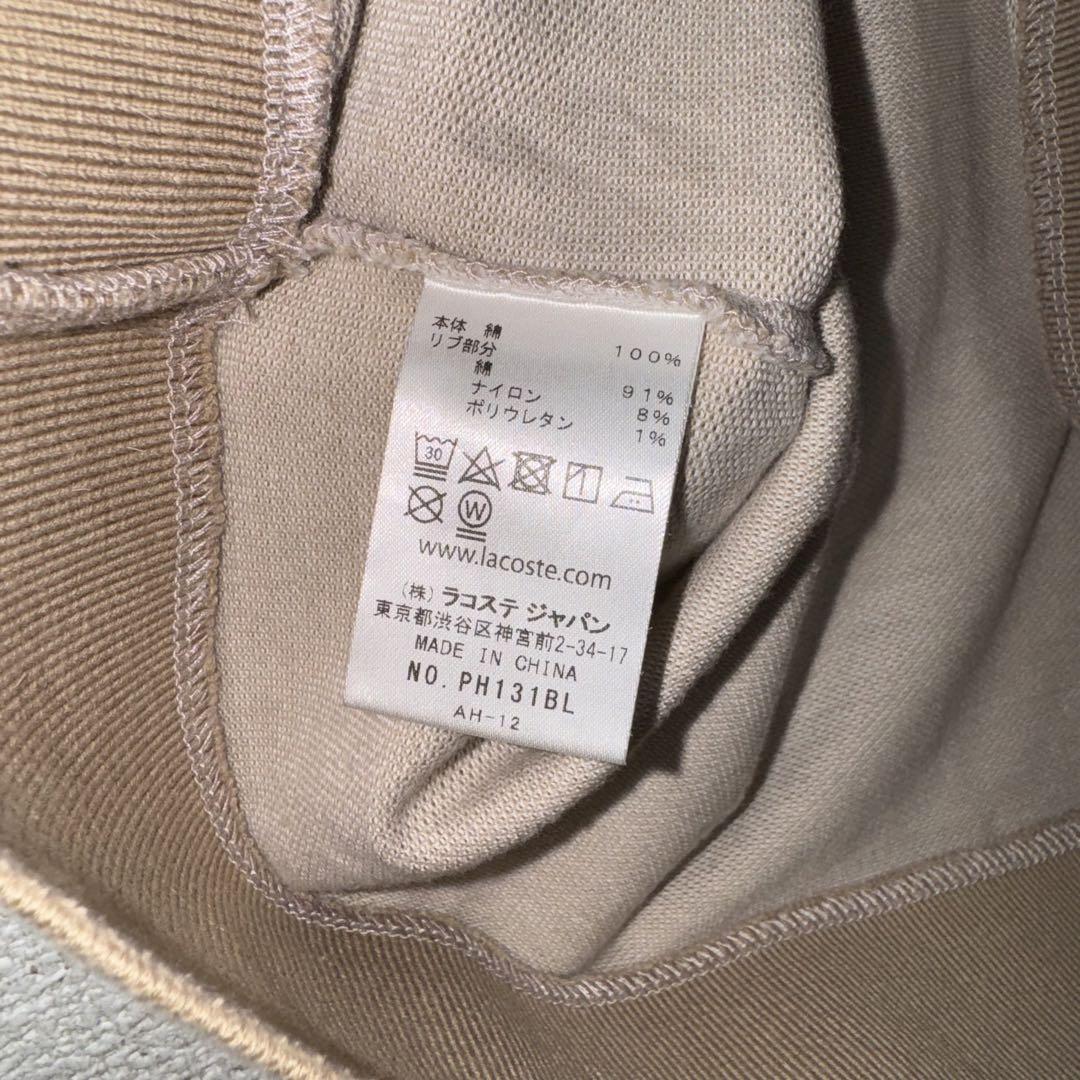 本体 綿 100%
リブ部分
綿 91%
ナイロン 8%
ポリウレタン 1%
30
W
www.lacoste.com
(株) ラコステ ジャパン
東京都渋谷区神宮前2-34-17
MADE IN CHINA
NO. PH131BL
AH-12